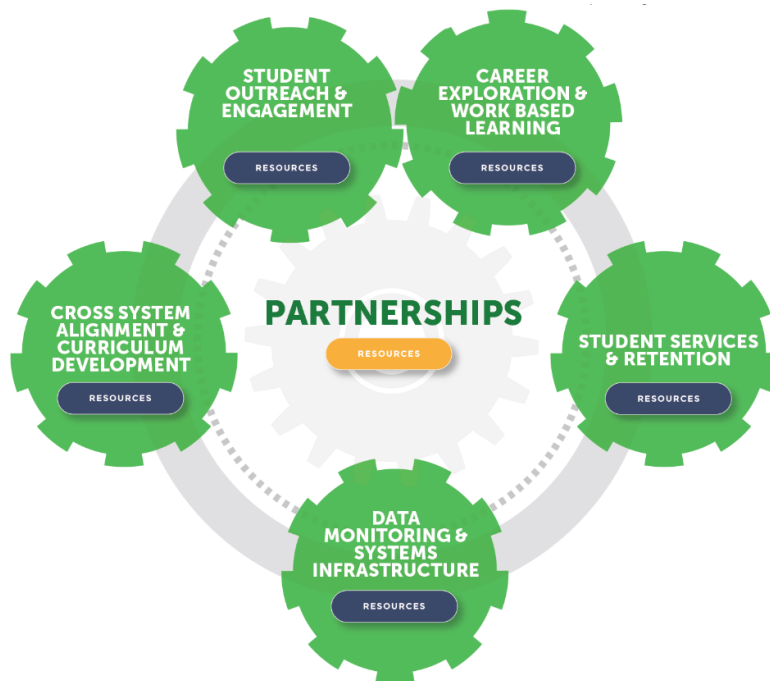 STUDENT
OUTREACH &
ENGAGEMENT
RESOURCES
CAREER
EXPLORATION &
WORK BASED
LEARNING
RESOURCES
CROSS SYSTEM
ALIGNMENT &
CURRICULUM
DEVELOPMENT
RESOURCES
PARTNERSHIPS
RESOURCES
STUDENT SERVICES
& RETENTION
RESOURCES
DATA
MONITORING &
SYSTEMS
INFRASTRUCTURE
RESOURCES